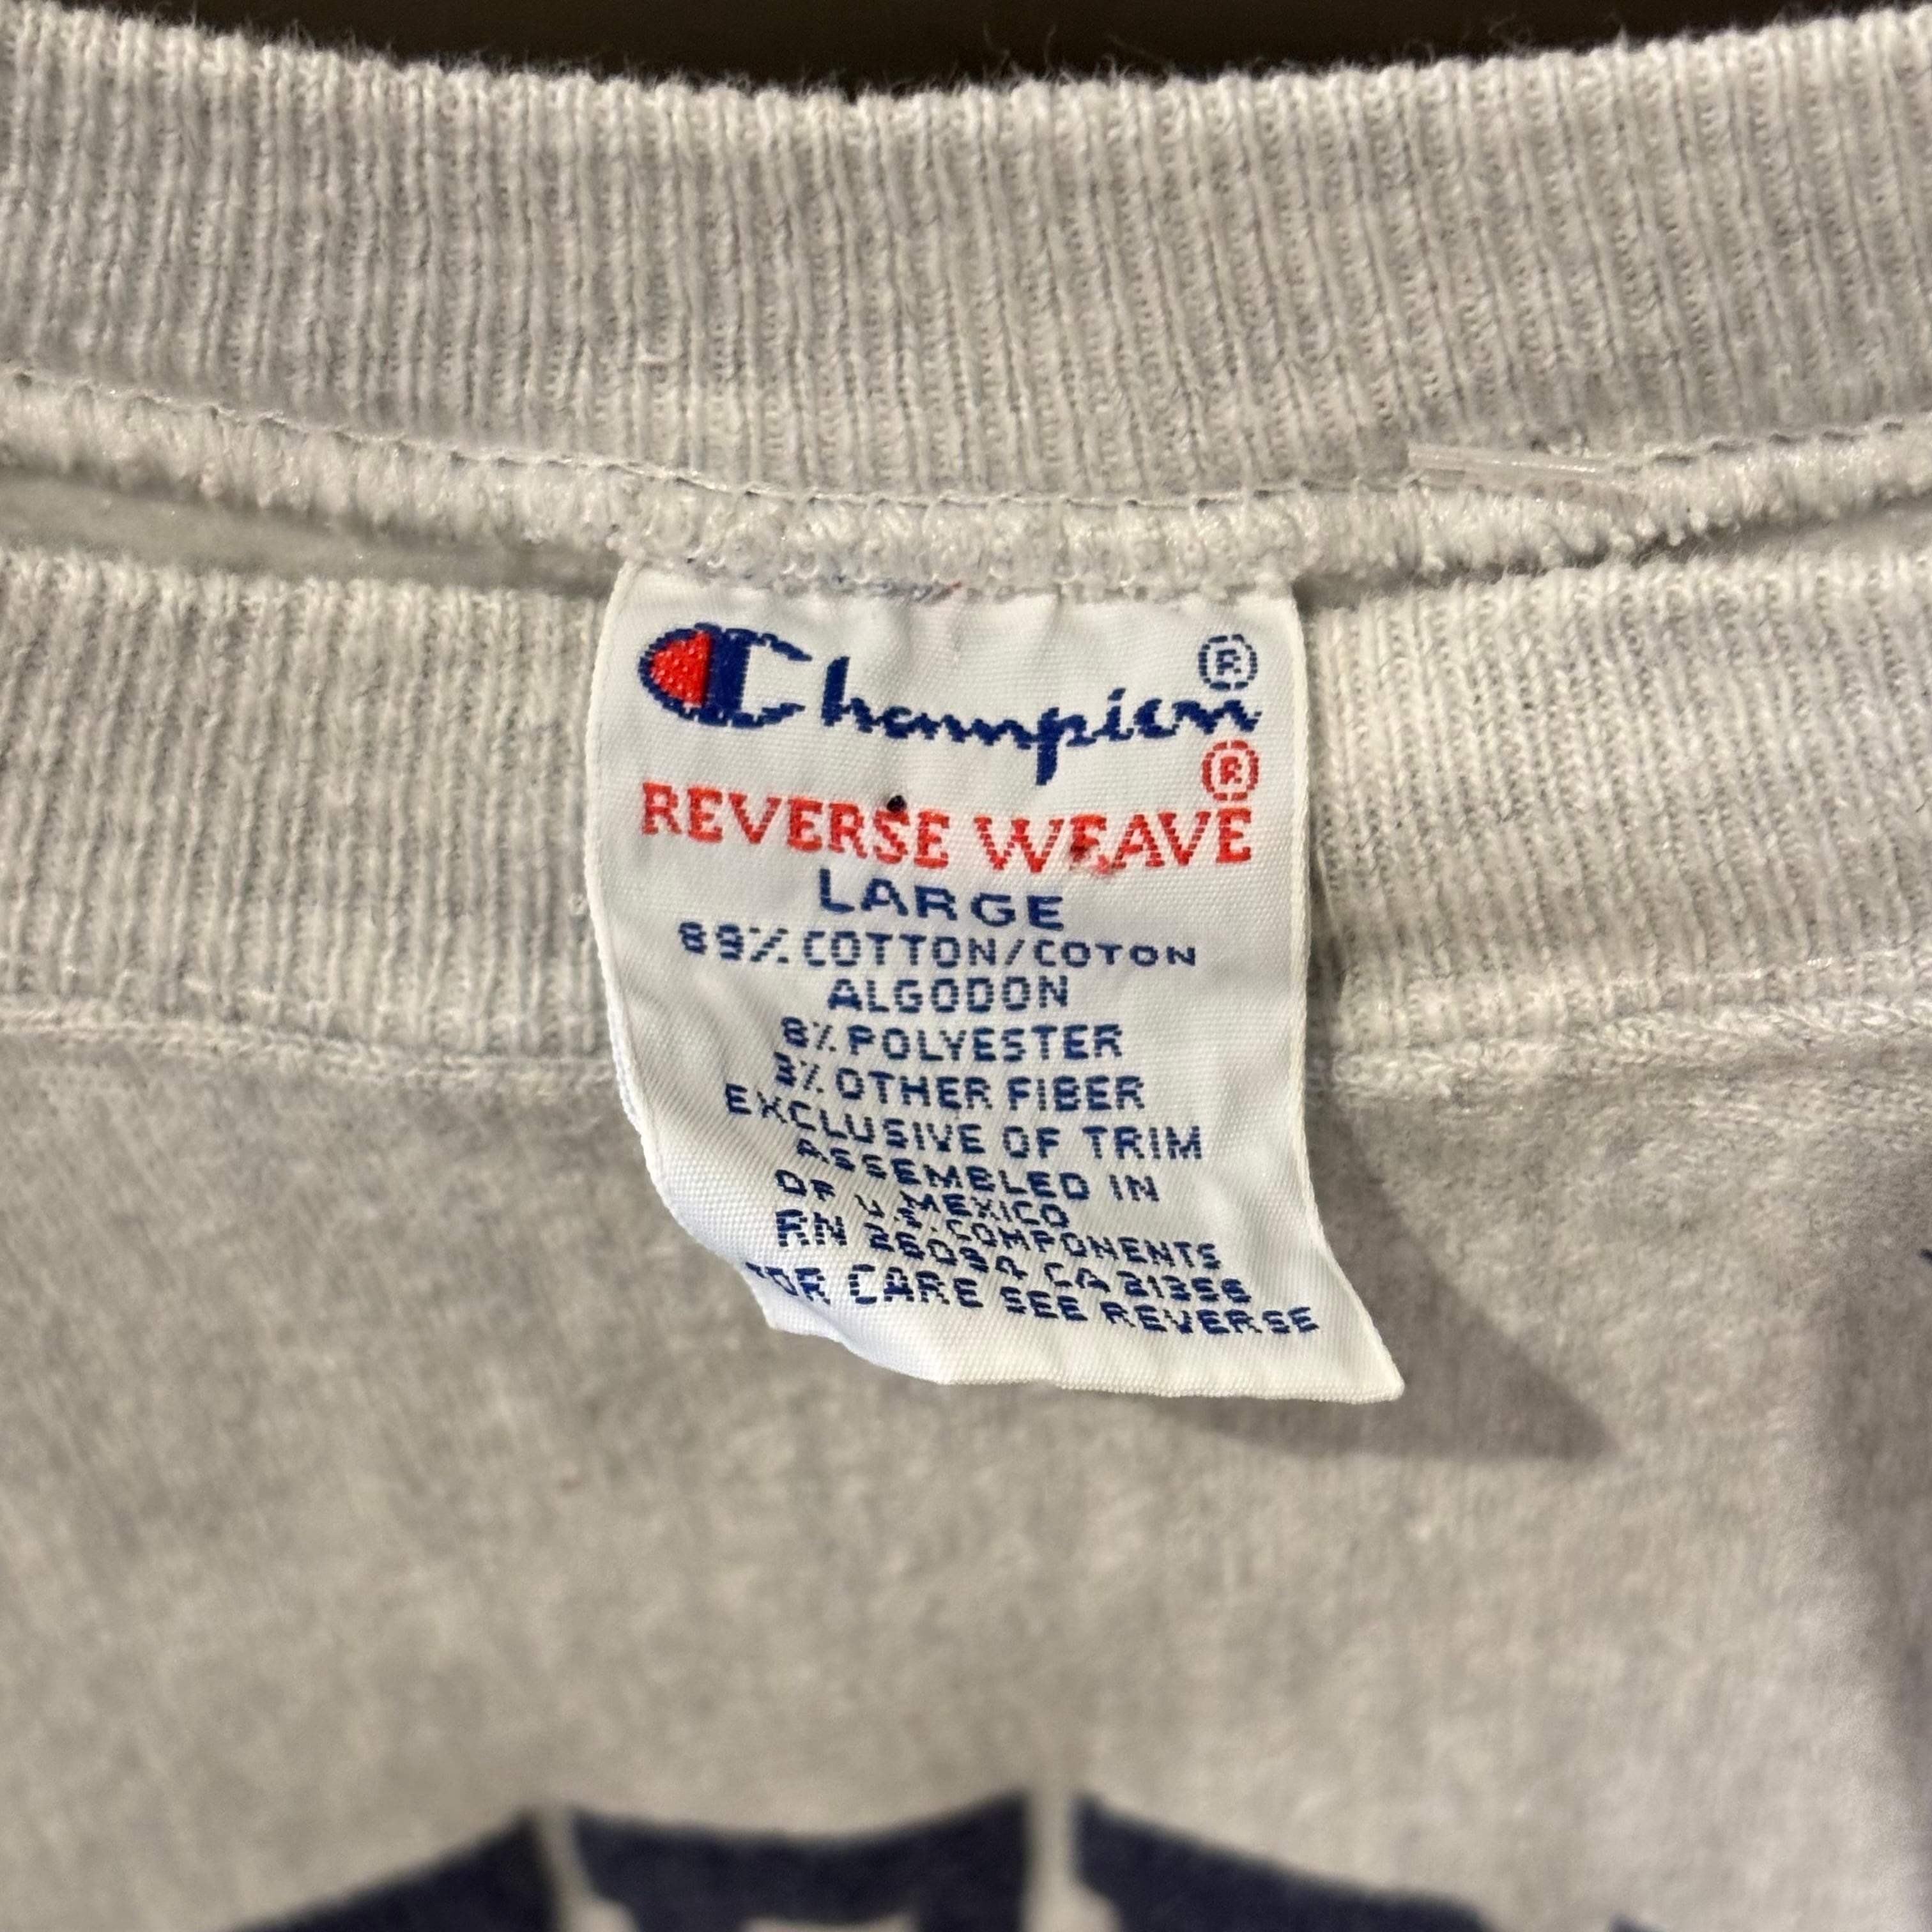 Champion®
REVERSE WEAVE®
LARGE
89% COTTON/COTON
ALGODON
8% POLYESTER
3% OTHER FIBER
EXCLUSIVE OF TRIM
ASSEMBLED IN
MEXICO
OF U.S. COMPONENTS
RN 26094 CA 21356
FOR CARE SEE REVERSE